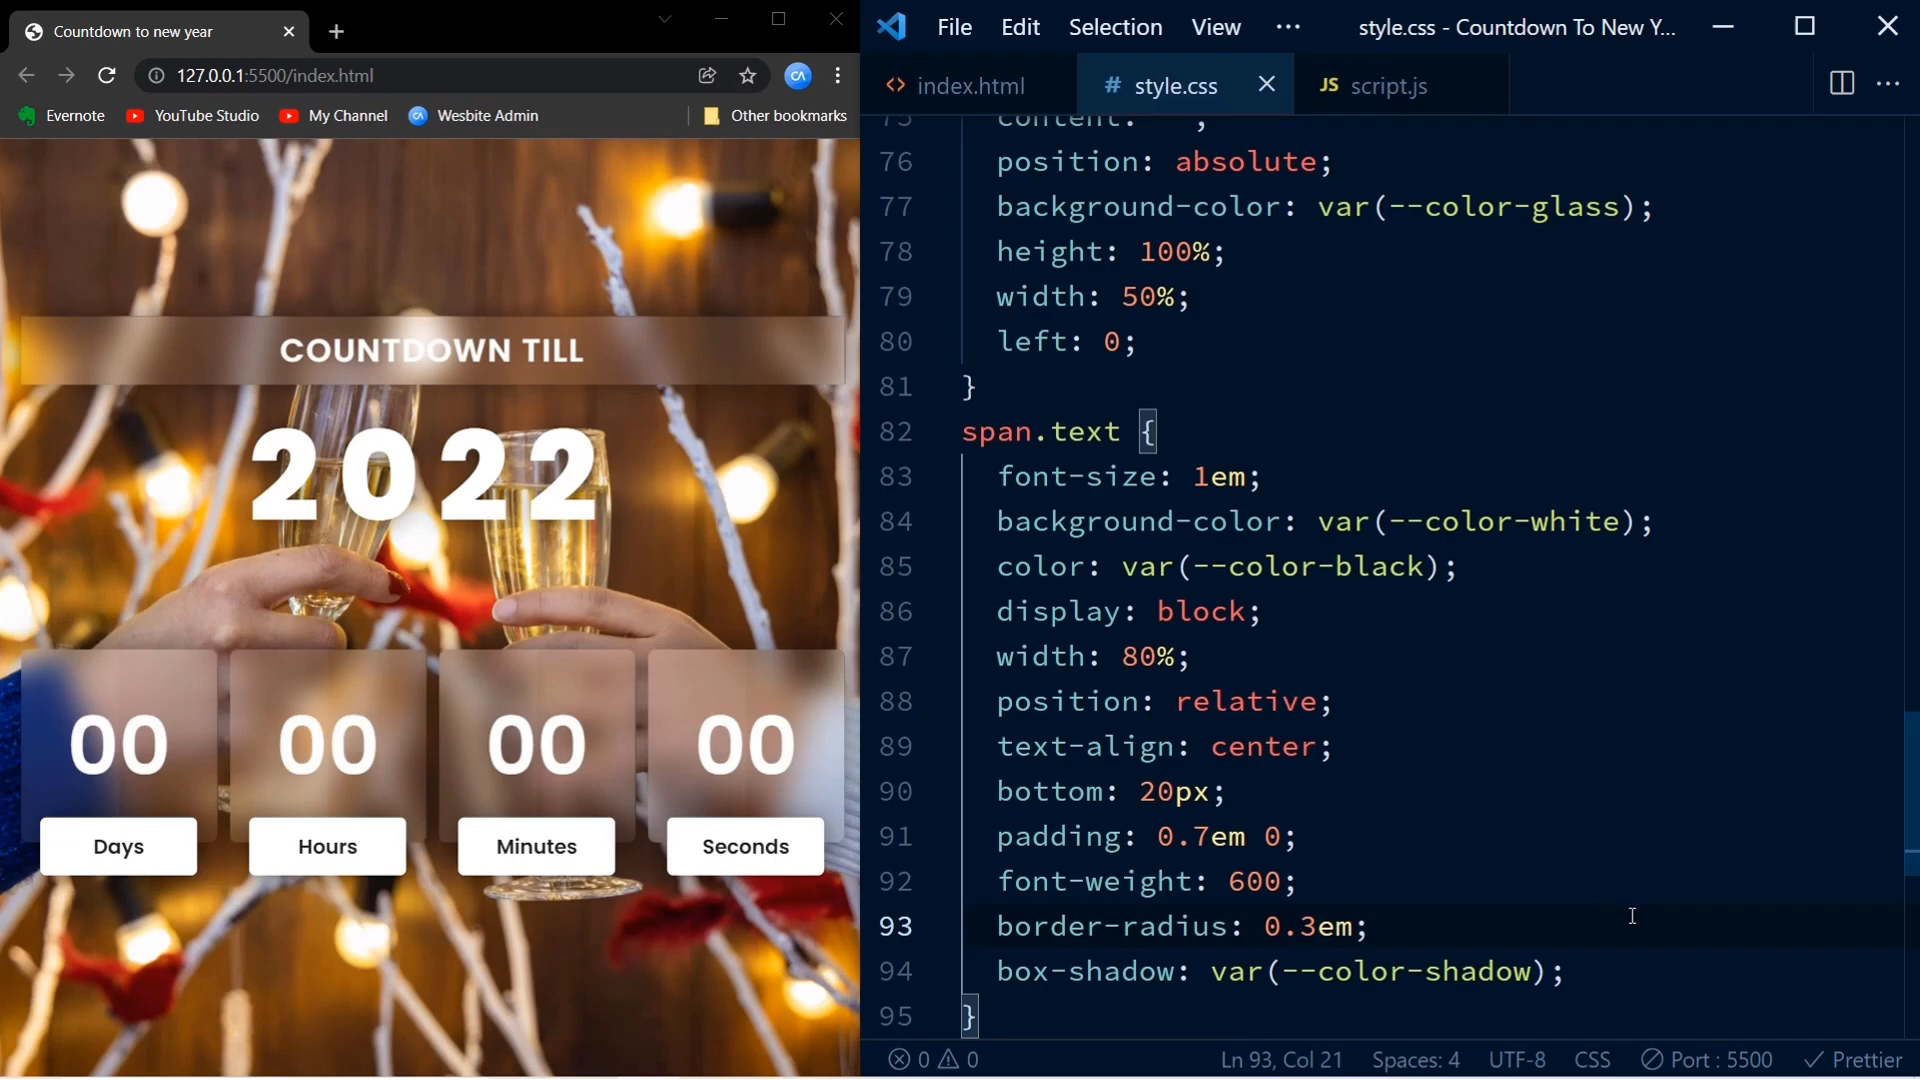 Countdown to new year
127.0.0.1:5500/index.html
Evernote YouTube Studio My Channel Wesbite Admin Other bookmarks
COUNTDOWN TILL
2022
00 00 00 00
Days Hours Minutes Seconds
File Edit Selection View ··· style.css - Countdown To New Y...
<> index.html # style.css JS script.js
75 content: "";
76 position: absolute;
77 background-color: var(--color-glass);
78 height: 100%;
79 width: 50%;
80 left: 0;
81 }
82 span.text {
83 font-size: 1em;
84 background-color: var(--color-white);
85 color: var(--color-black);
86 display: block;
87 width: 80%;
88 position: relative;
89 text-align: center;
90 bottom: 20px;
91 padding: 0.7em 0;
92 font-weight: 600;
93 border-radius: 0.3em;
94 box-shadow: var(--color-shadow);
95 }
0 0 Ln 93, Col 21 Spaces: 4 UTF-8 CSS Port : 5500 Prettier